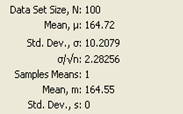 Data Set Size, N: 100
Mean, μ: 164.72
Std. Dev., σ: 10.2079
σ/√n: 2.28256
Samples Means: 1
Mean, m: 164.55
Std. Dev., s: 0